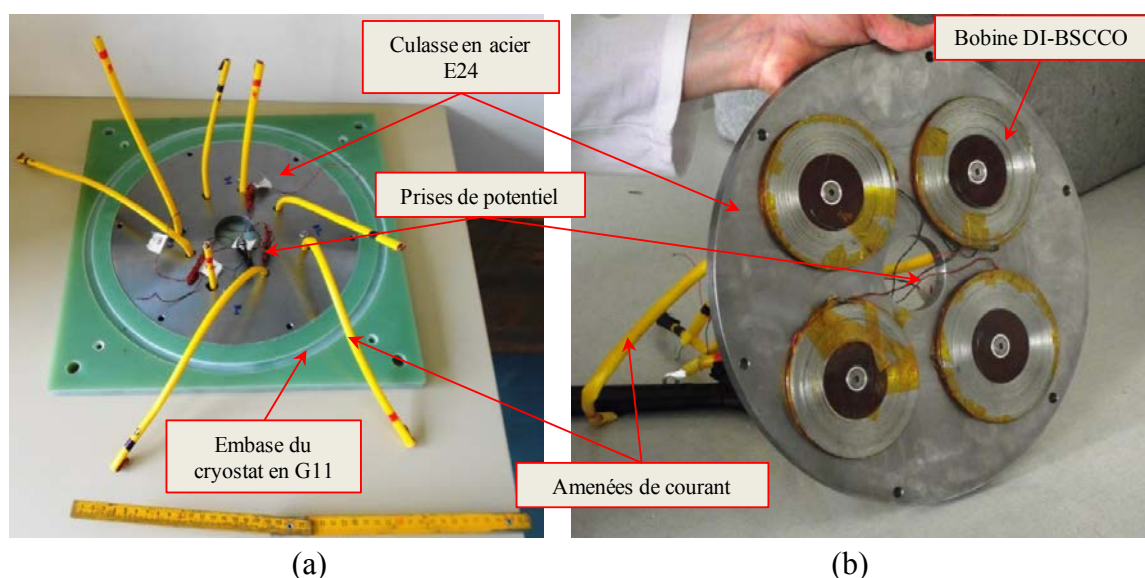 Culasse en acier
E24
Bobine DI-BSCCO
Prises de potentiel
Embase du
cryostat en G11
Amenées de courant
(a)
(b)